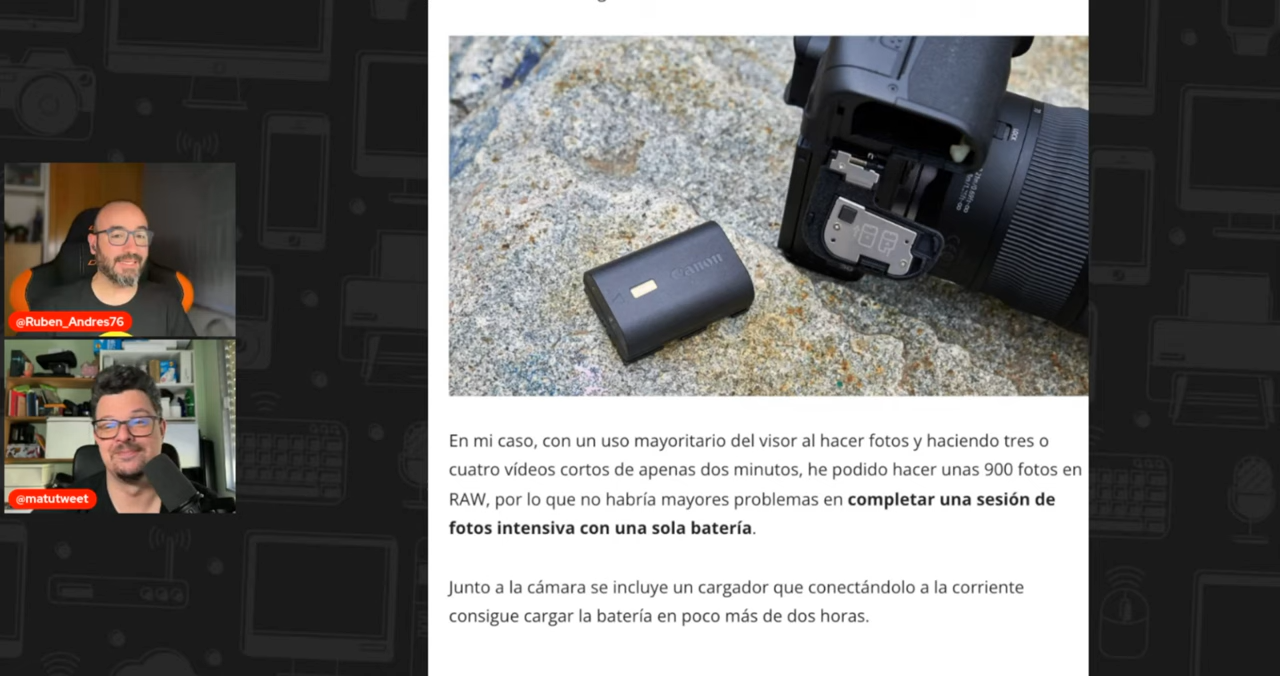 @Ruben_Andres76
@matutweet
Canon
En mi caso, con un uso mayoritario del visor al hacer fotos y haciendo tres o
cuatro vídeos cortos de apenas dos minutos, he podido hacer unas 900 fotos en
RAW, por lo que no habría mayores problemas en completar una sesión de
fotos intensiva con una sola batería.
Junto a la cámara se incluye un cargador que conectándolo a la corriente
consigue cargar la batería en poco más de dos horas.